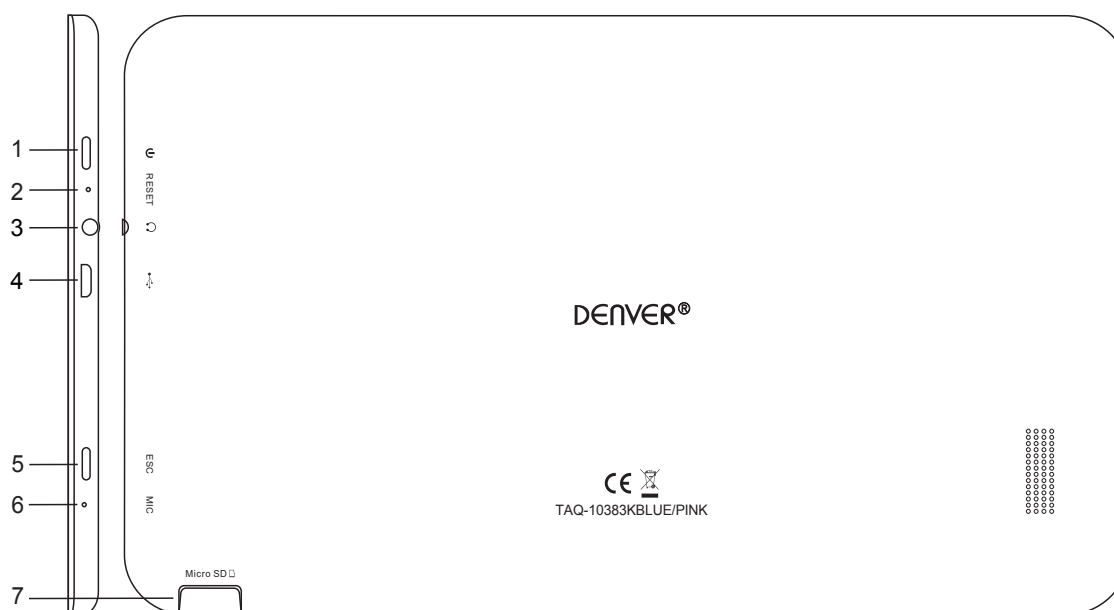 1
2
RESET
3
4
DENVER®
5
ESC
6
MIC
CE
TAQ-10383KBLUE/PINK
Micro SD
7